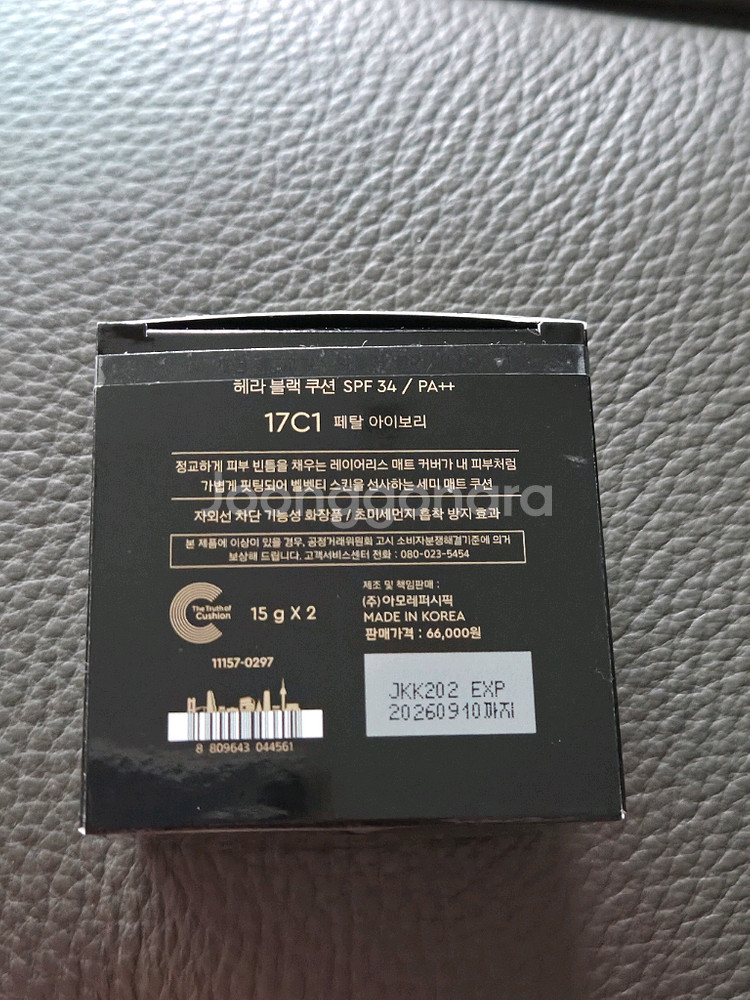 헤라 블랙 쿠션 SPF 34 / PA++
17C1 페탈 아이보리
정교하게 피부 빈틈을 채우는 레이어리스 매트 커버가 내 피부처럼
가볍게 핏팅되어 벨벳티 스킨을 선사하는 세미 매트 쿠션
Joonggonara
자외선 차단 기능성 화장품 / 초미세먼지 흡착 방지 효과
본 제품에 이상이 있을 경우, 공정거래위원회 고시 소비자분쟁해결기준에 의거
보상해 드립니다. 고객서비스센터 전화 : 080-023-5454
The Truth of
Cushion
15 g X 2
제조 및 책임판매 :
(주)아모레퍼시픽
MADE IN KOREA
판매가격 : 66,000원
11157-0297
8 809643 044561
JKK202 EXP
20260910까지